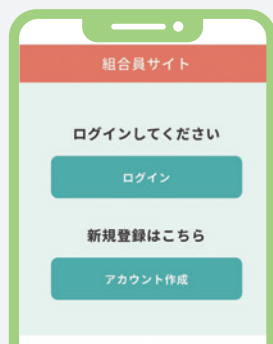 組合員サイト
ログインしてください
ログイン
新規登録はこちら
アカウント作成